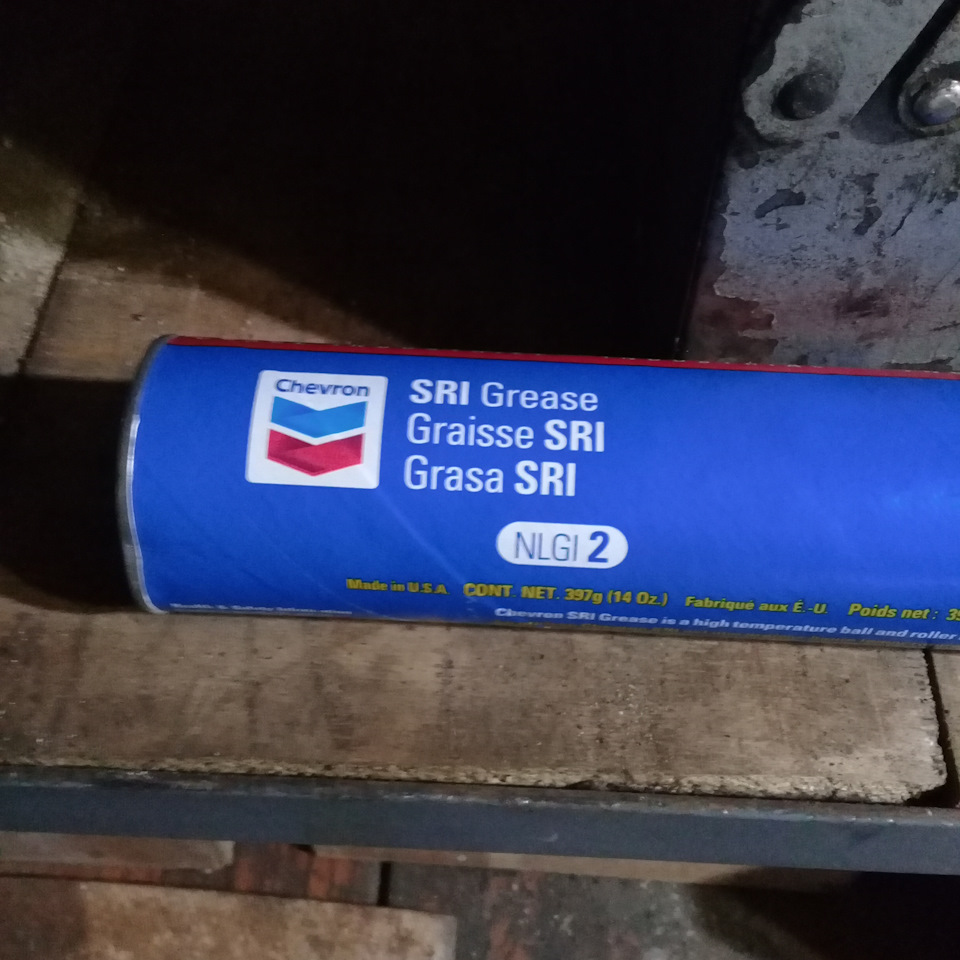 Chevron
SRI Grease
Graisse SRI
Grasa SRI
NLGI 2
Made in U.S.A. CONT. NET. 397g (14 Oz.) Fabriqué aux É.-U. Poids net : 39
Chevron SRI Grease is a high temperature ball and roller